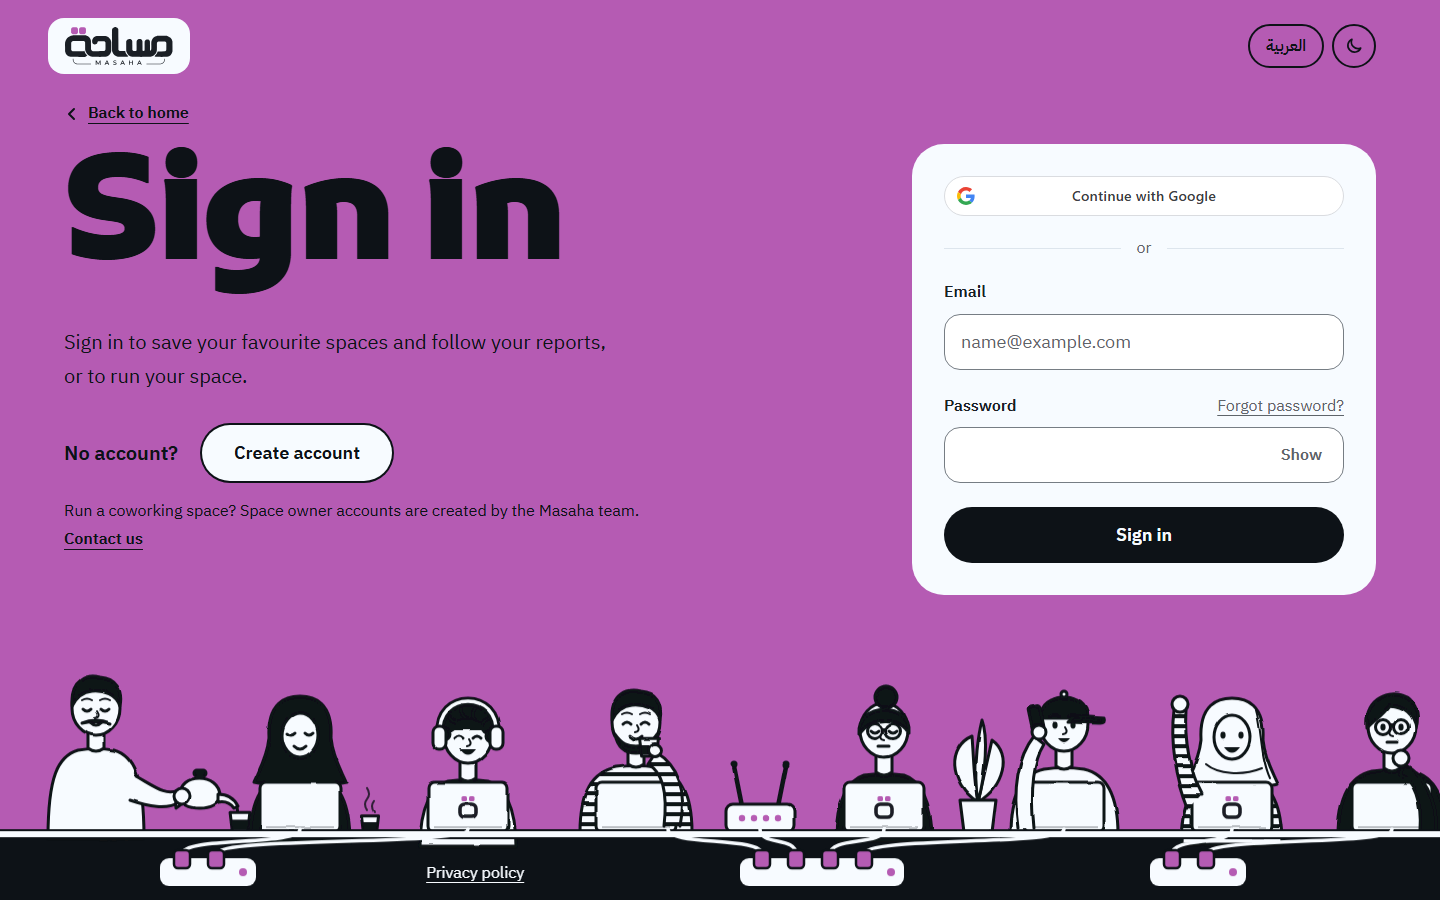 مساحة
MASAHA
العربية
Back to home
Sign in
Sign in to save your favourite spaces and follow your reports,
or to run your space.
No account?
Create account
Run a coworking space? Space owner accounts are created by the Masaha team.
Contact us
Continue with Google
or
Email
name@example.com
Password
Forgot password?
Show
Sign in
Privacy policy